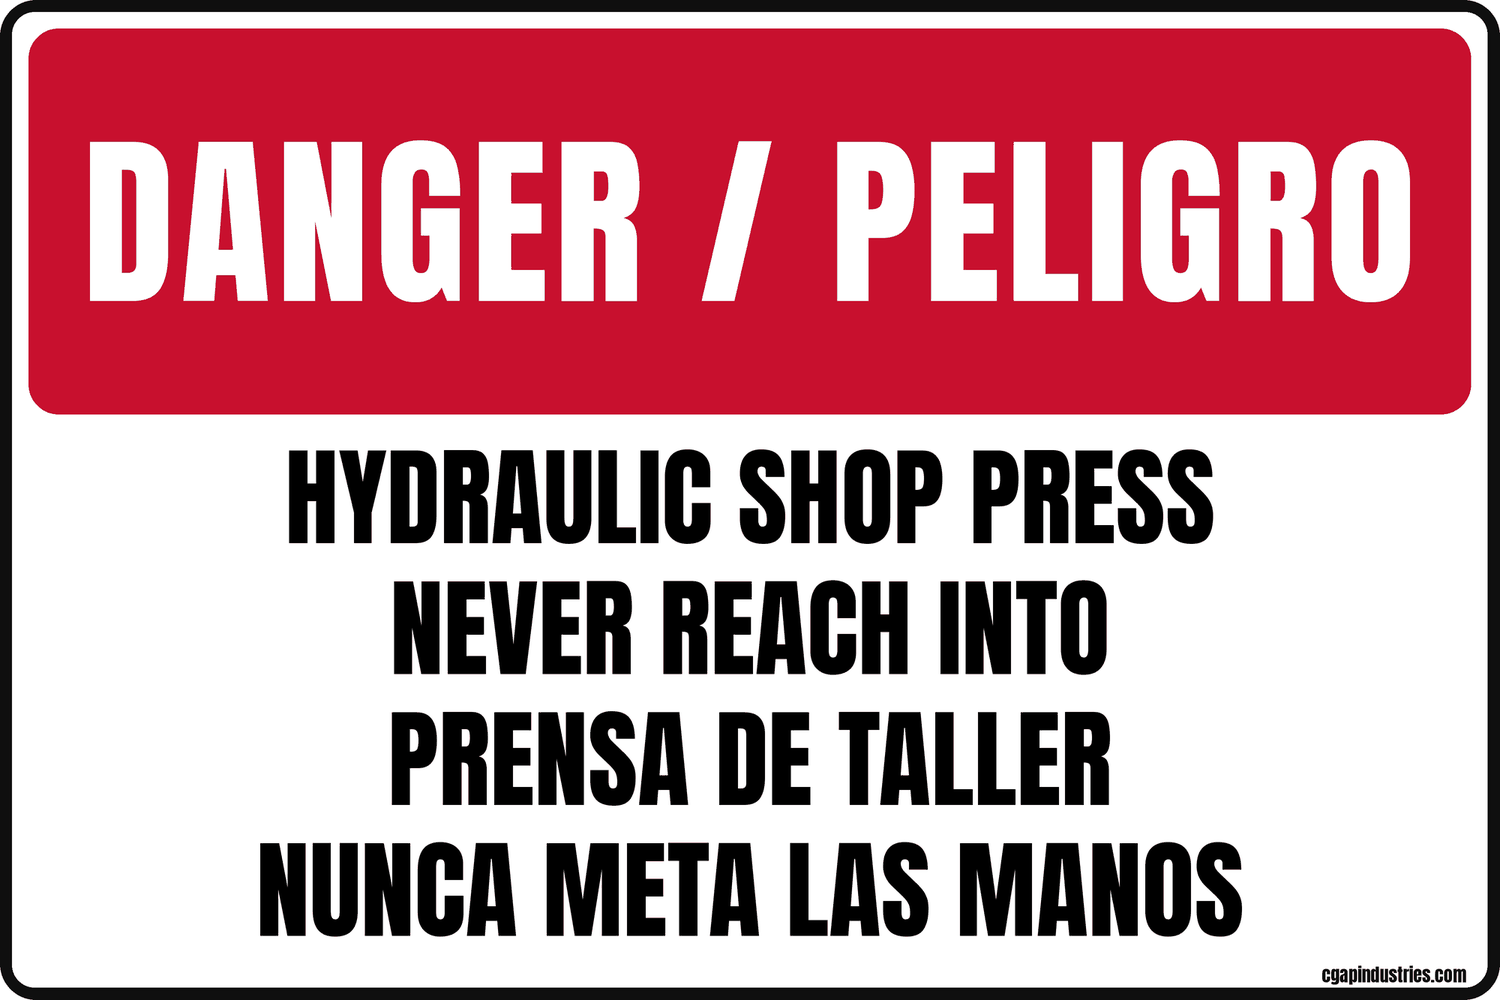 DANGER / PELIGRO
HYDRAULIC SHOP PRESS
NEVER REACH INTO
PRENSA DE TALLER
NUNCA META LAS MANOS
cgapindustries.com